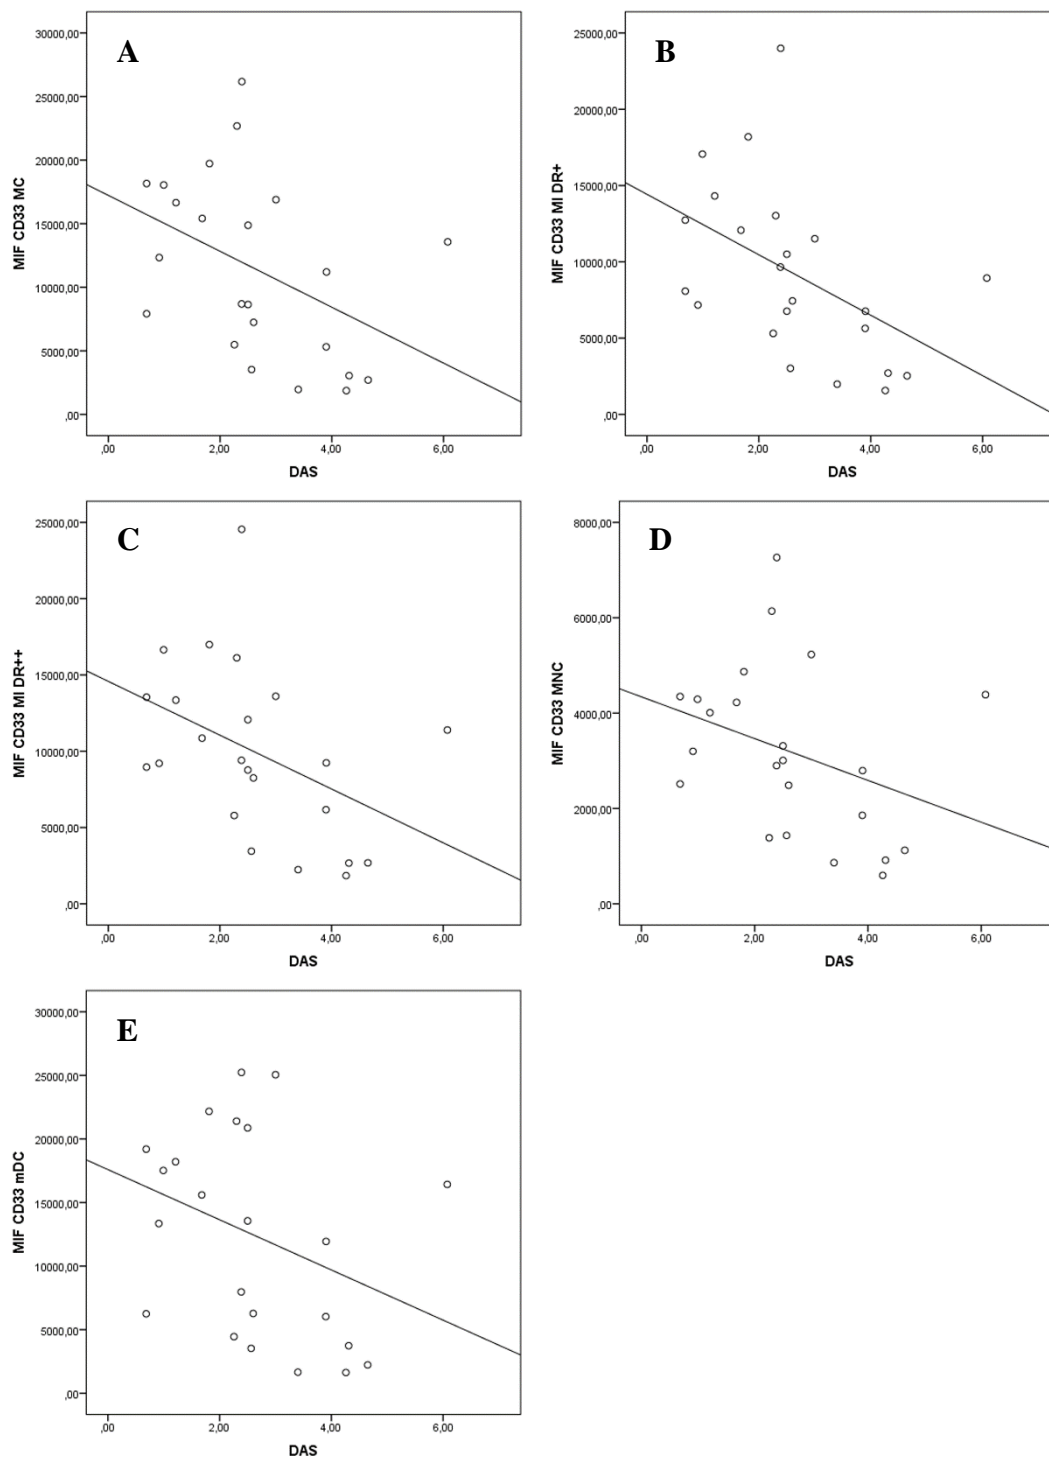 A
MIF CD33 MC
30000,00
25000,00
20000,00
15000,00
10000,00
5000,00
,00
,00 2,00 4,00 6,00
DAS
B
MIF CD33 MI DR+
25000,00
20000,00
15000,00
10000,00
5000,00
,00
,00 2,00 4,00 6,00
DAS
C
MIF CD33 MI DR++
25000,00
20000,00
15000,00
10000,00
5000,00
,00
,00 2,00 4,00 6,00
DAS
D
MIF CD33 MNC
8000,00
6000,00
4000,00
2000,00
,00
,00 2,00 4,00 6,00
DAS
E
MIF CD33 mDC
30000,00
25000,00
20000,00
15000,00
10000,00
5000,00
,00
,00 2,00 4,00 6,00
DAS